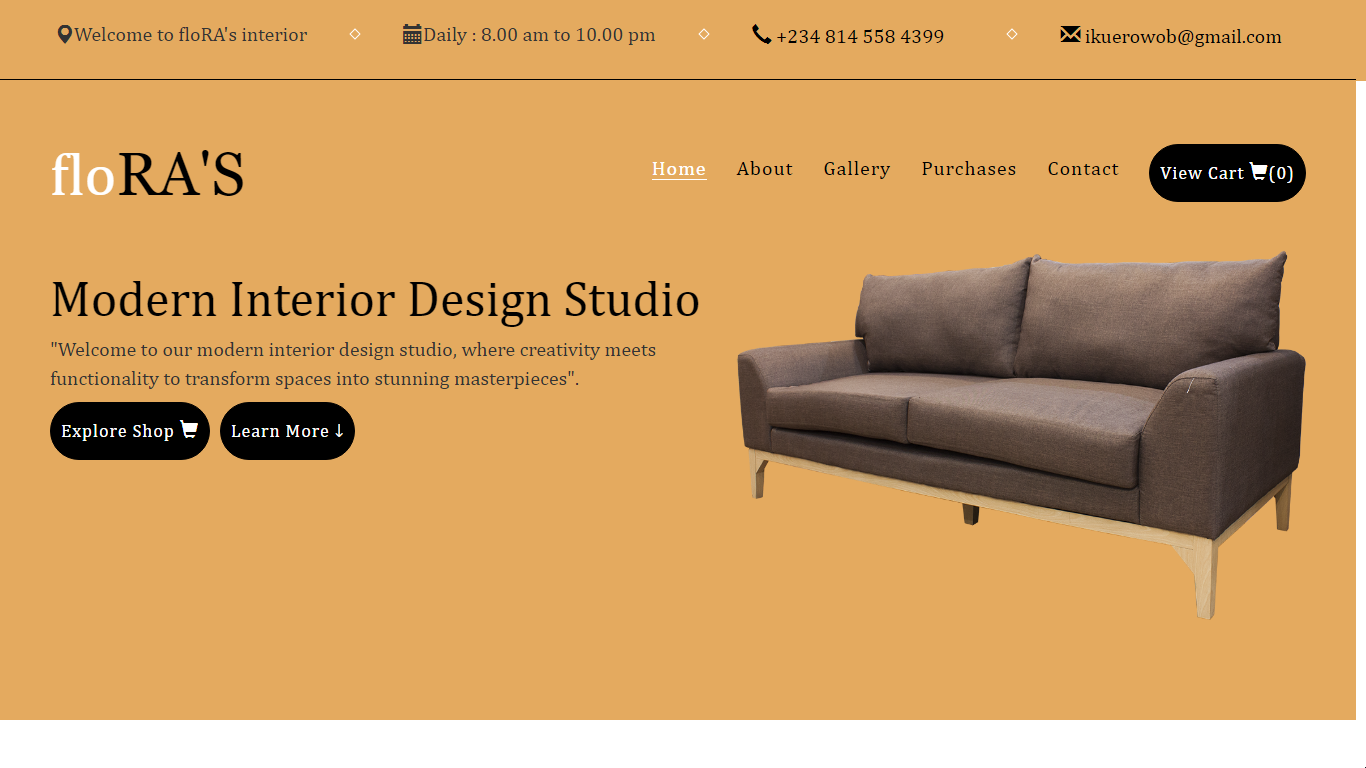 Welcome to floRA's interior
Daily : 8.00 am to 10.00 pm
+234 814 558 4399
ikuerowob@gmail.com
floRA'S
Home
About
Gallery
Purchases
Contact
View Cart (0)
Modern Interior Design Studio
"Welcome to our modern interior design studio, where creativity meets
functionality to transform spaces into stunning masterpieces".
Explore Shop
Learn More ↓